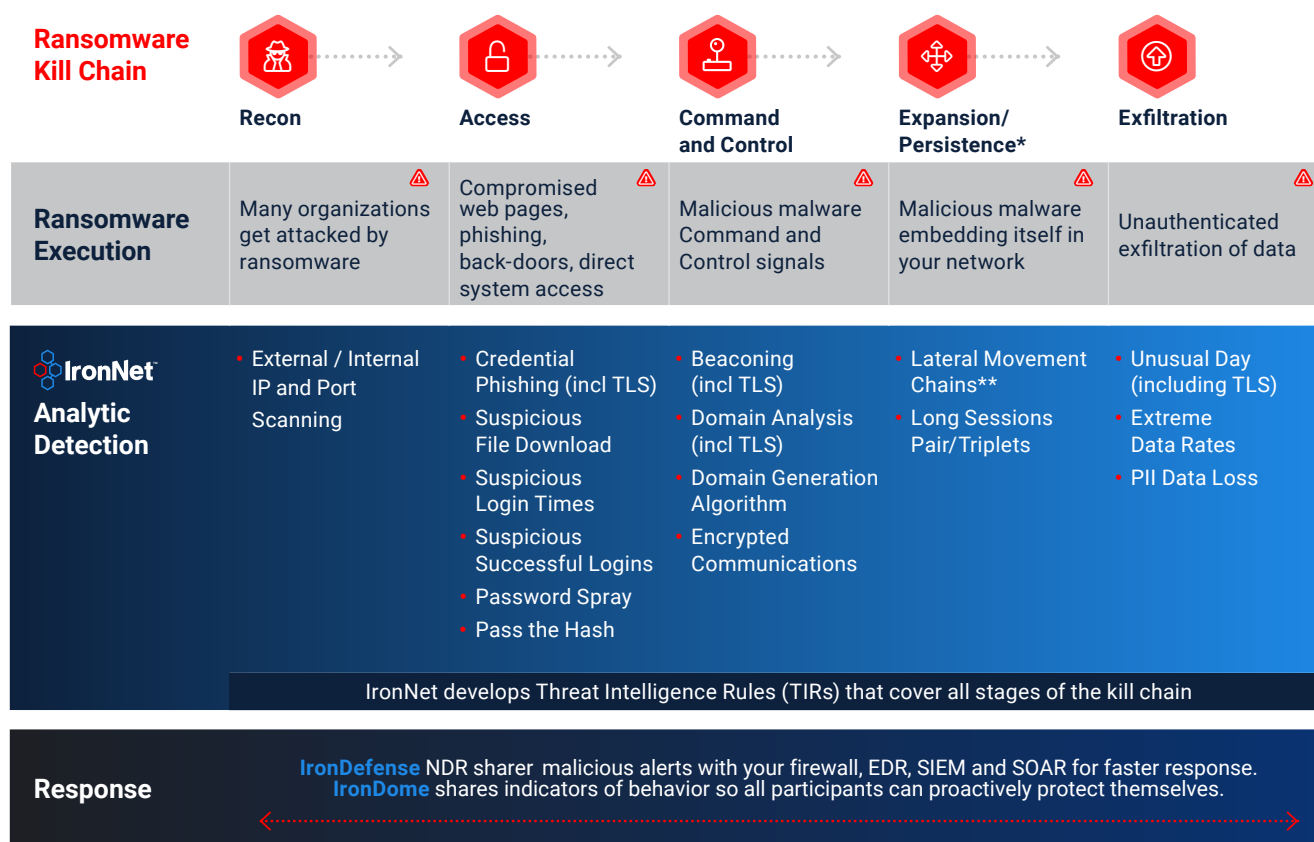 Ransomware
Kill Chain
Recon
Access
Command
and Control
Expansion/
Persistence*
Exfiltration
Ransomware
Execution
Many organizations
get attacked by
ransomware
Compromised
web pages,
phishing,
back-doors, direct
system access
Malicious malware
Command and
Control signals
Malicious malware
embedding itself in
your network
Unauthenticated
exfiltration of data
IronNet™
Analytic
Detection
• External / Internal
IP and Port
Scanning
• Credential
Phishing (incl TLS)
• Suspicious
File Download
• Suspicious
Login Times
• Suspicious
Successful Logins
• Password Spray
• Pass the Hash
• Beaconing
(incl TLS)
• Domain Analysis
(incl TLS)
• Domain Generation
Algorithm
• Encrypted
Communications
• Lateral Movement
Chains**
• Long Sessions
Pair/Triplets
• Unusual Day
(including TLS)
• Extreme
Data Rates
• PII Data Loss
IronNet develops Threat Intelligence Rules (TIRs) that cover all stages of the kill chain
Response
IronDefense NDR sharer malicious alerts with your firewall, EDR, SIEM and SOAR for faster response.
IronDome shares indicators of behavior so all participants can proactively protect themselves.